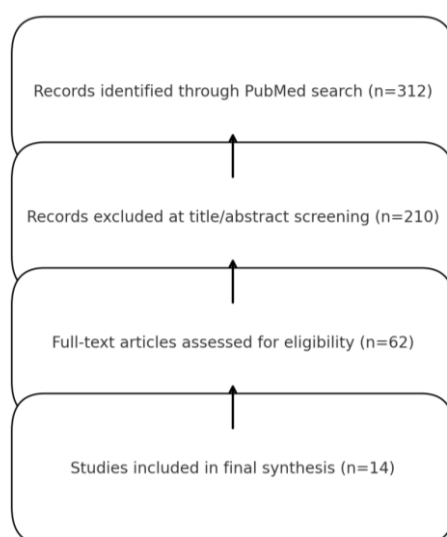 Records identified through PubMed search (n=312)
Records excluded at title/abstract screening (n=210)
Full-text articles assessed for eligibility (n=62)
Studies included in final synthesis (n=14)